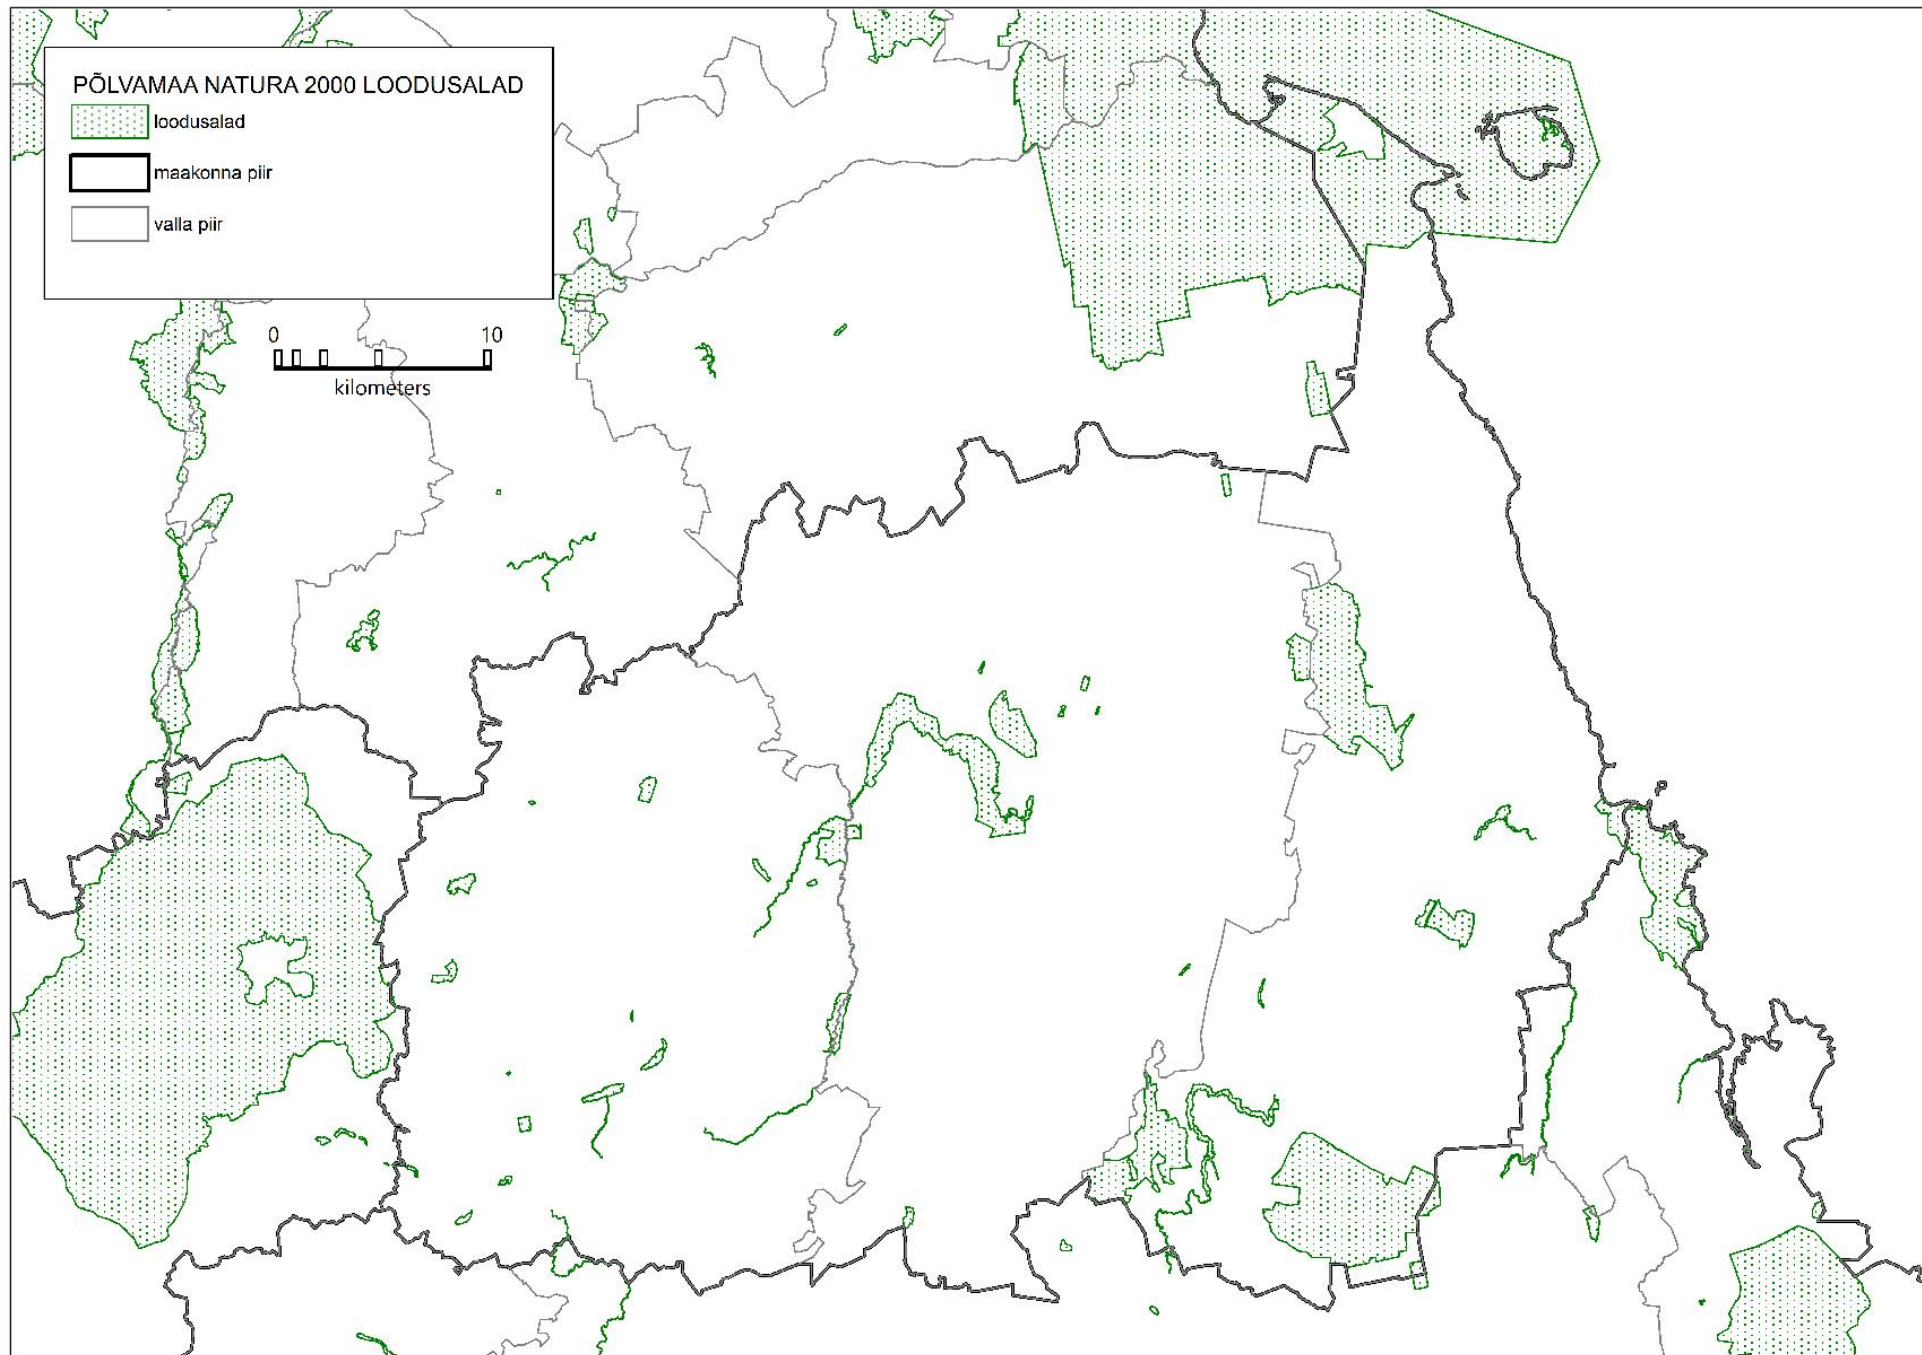 PÕLVAMAA NATURA 2000 LOODUSALAD
loodusalad
maakonna piir
valla piir
0 10
kilometers